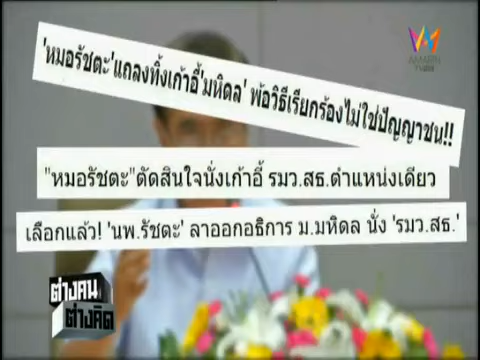 AMARIN
'หมอรัชตะ'แถลงทิ้งเก้าอี้'มหิดล' พ้อวิธีเรียกร้องไม่ใช่ปัญญาชน!!
"หมอรัชตะ"ตัดสินใจนั่งเก้าอี้ รมว.สธ.ตำแหน่งเดียว
เลือกแล้ว! 'นพ.รัชตะ' ลาออกอธิการ ม.มหิดล นั่ง 'รมว.สธ.'
ต่างคน
ต่างคิด